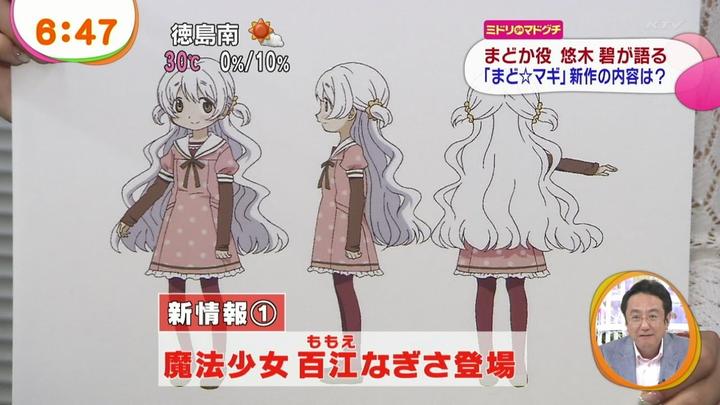 6:47
徳島南
30℃ 0%/10%
ミドリのマドグチ
KTV
まどか役 悠木 碧が語る
「まど☆マギ」新作の内容は?
新情報①
ももえ
魔法少女 百江なぎさ登場